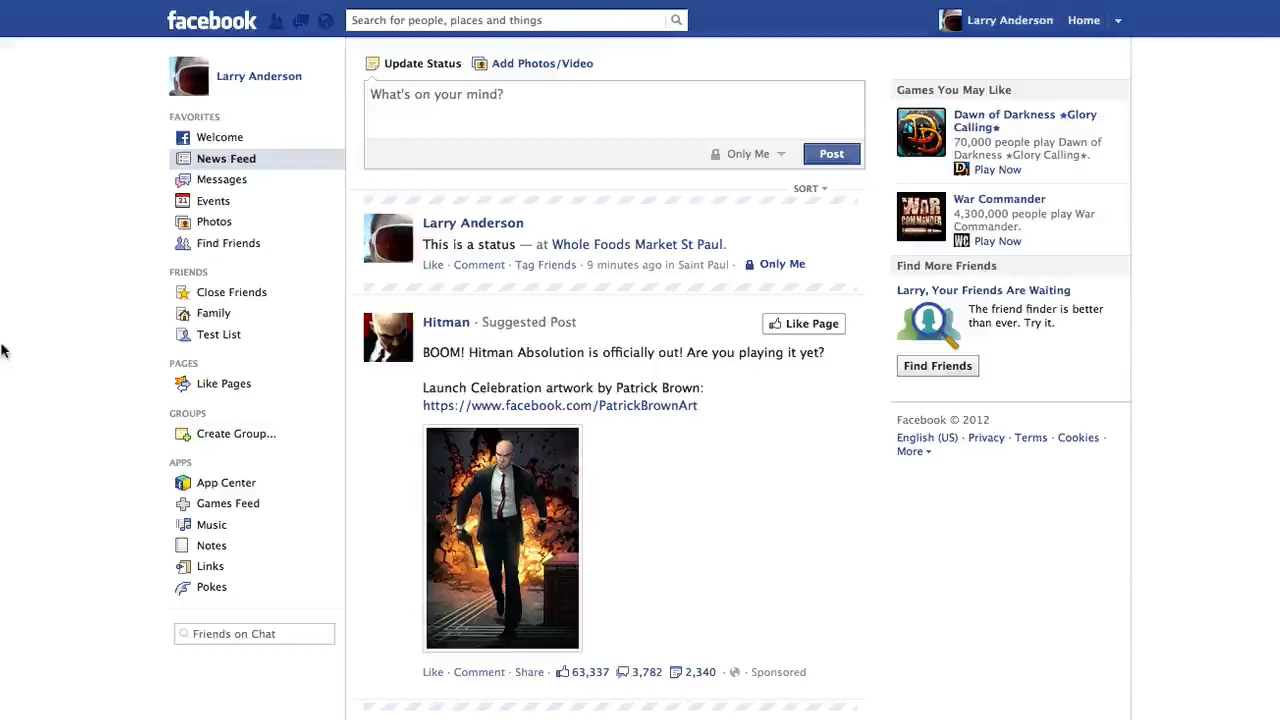 facebook
Search for people, places and things
Larry Anderson
Home
Larry Anderson
FAVORITES
Welcome
News Feed
Messages
Events
Photos
Find Friends
FRIENDS
Close Friends
Family
Test List
PAGES
Like Pages
GROUPS
Create Group...
APPS
App Center
Games Feed
Music
Notes
Links
Pokes
Friends on Chat
Update Status
Add Photos/Video
What's on your mind?
Only Me
Post
SORT
Larry Anderson
This is a status — at Whole Foods Market St Paul.
Like · Comment · Tag Friends · 9 minutes ago in Saint Paul · Only Me
Hitman · Suggested Post
Like Page
BOOM! Hitman Absolution is officially out! Are you playing it yet?
Launch Celebration artwork by Patrick Brown:
https://www.facebook.com/PatrickBrownArt
Like · Comment · Share · 63,337 3,782 2,340 · Sponsored
Games You May Like
Dawn of Darkness ★Glory
Calling★
70,000 people play Dawn of
Darkness ★Glory Calling★.
Play Now
WAR
COMMANDER
War Commander
4,300,000 people play War
Commander.
WC
Play Now
Find More Friends
Larry, Your Friends Are Waiting
The friend finder is better
than ever. Try it.
Find Friends
Facebook © 2012
English (US) · Privacy · Terms · Cookies ·
More